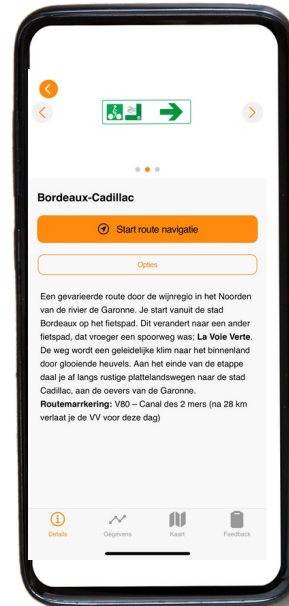 Bordeaux-Cadillac
Start route navigatie
Opties
Een gevarieerde route door de wijnregio in het Noorden
van de rivier de Garonne. Je start vanuit de stad
Bordeaux op het fietspad. Dit verandert naar een ander
fietspad, dat vroeger een spoorweg was; La Voie Verte.
De weg wordt een geleidelijke klim naar het binnenland
door glooiende heuvels. Aan het einde van de etappe
daal je af langs rustige plattelandswegen naar de stad
Cadillac, aan de oevers van de Garonne.
Routemarrkering: V80 – Canal des 2 mers (na 28 km
verlaat je de VV voor deze dag)
Details Gegevens Kaart Feedback